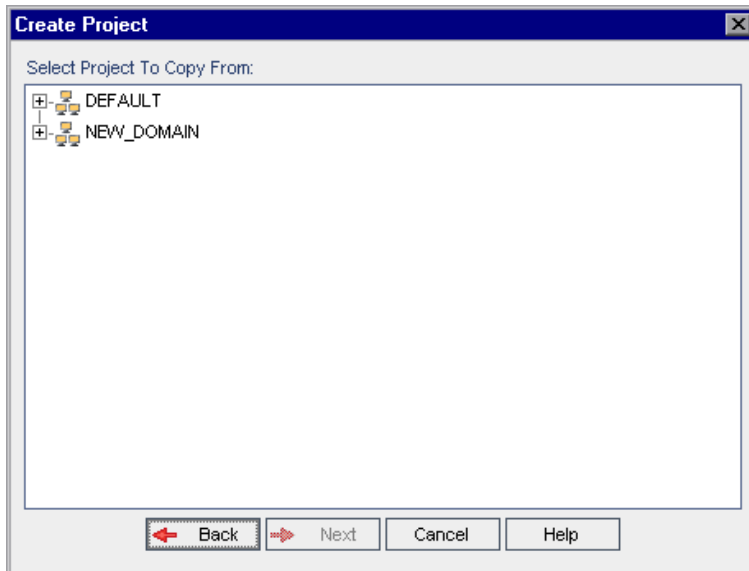 Create Project
Select Project To Copy From:
DEFAULT
NEW_DOMAIN
Back Next Cancel Help